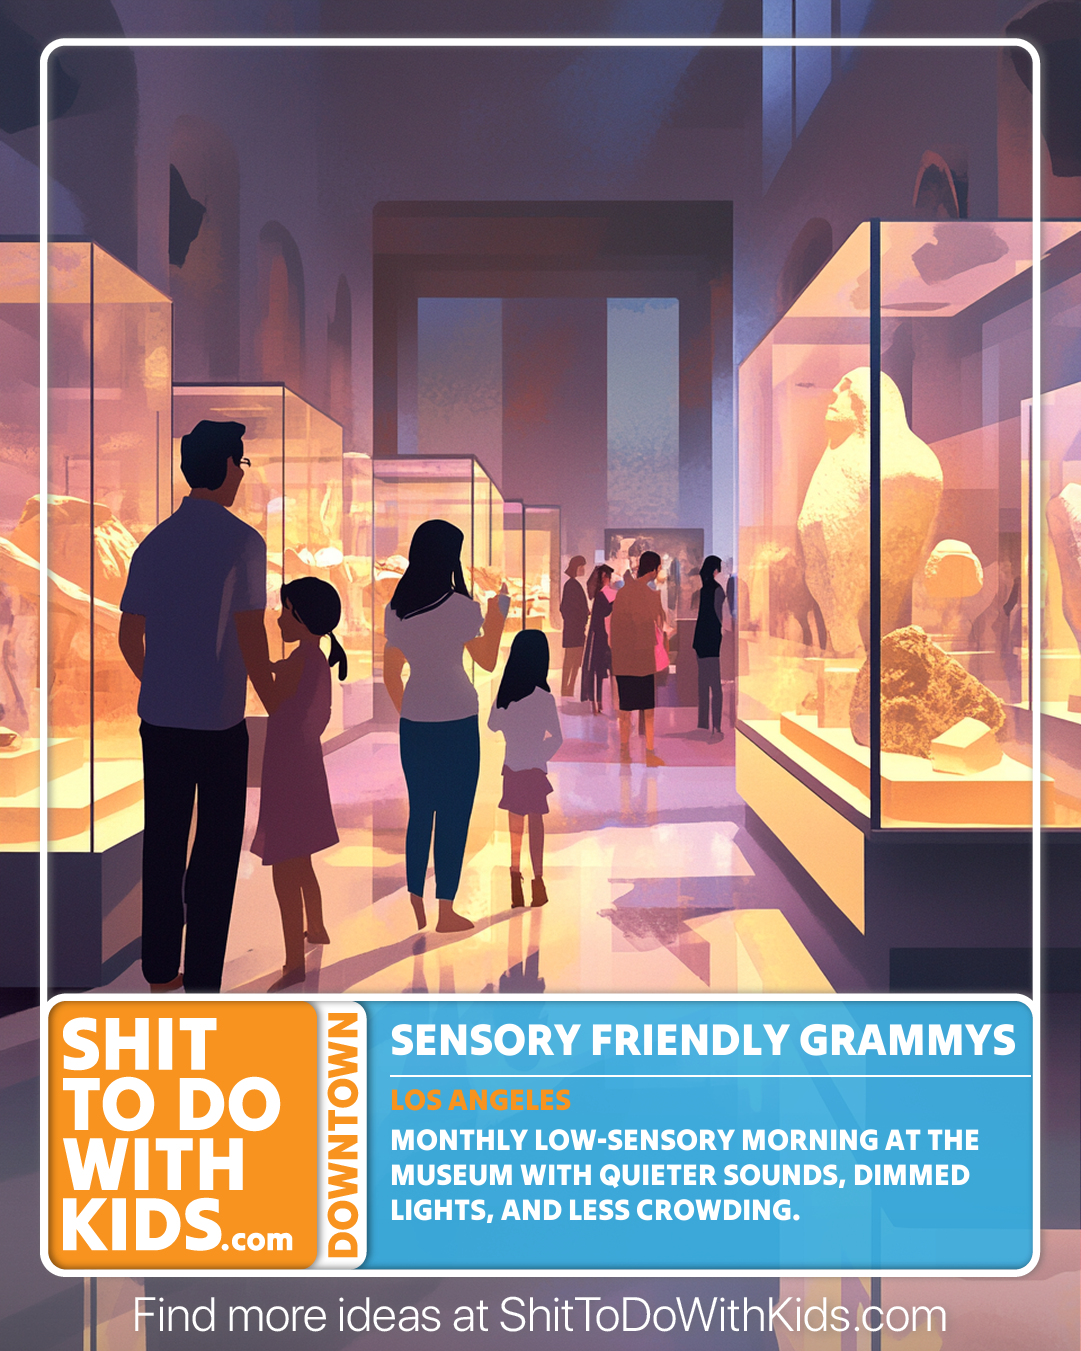 SHIT
TO DO
WITH
KIDS.com
DOWNTOWN
SENSORY FRIENDLY GRAMMYS
LOS ANGELES
MONTHLY LOW-SENSORY MORNING AT THE
MUSEUM WITH QUIETER SOUNDS, DIMMED
LIGHTS, AND LESS CROWDING.
Find more ideas at ShitToDoWithKids.com